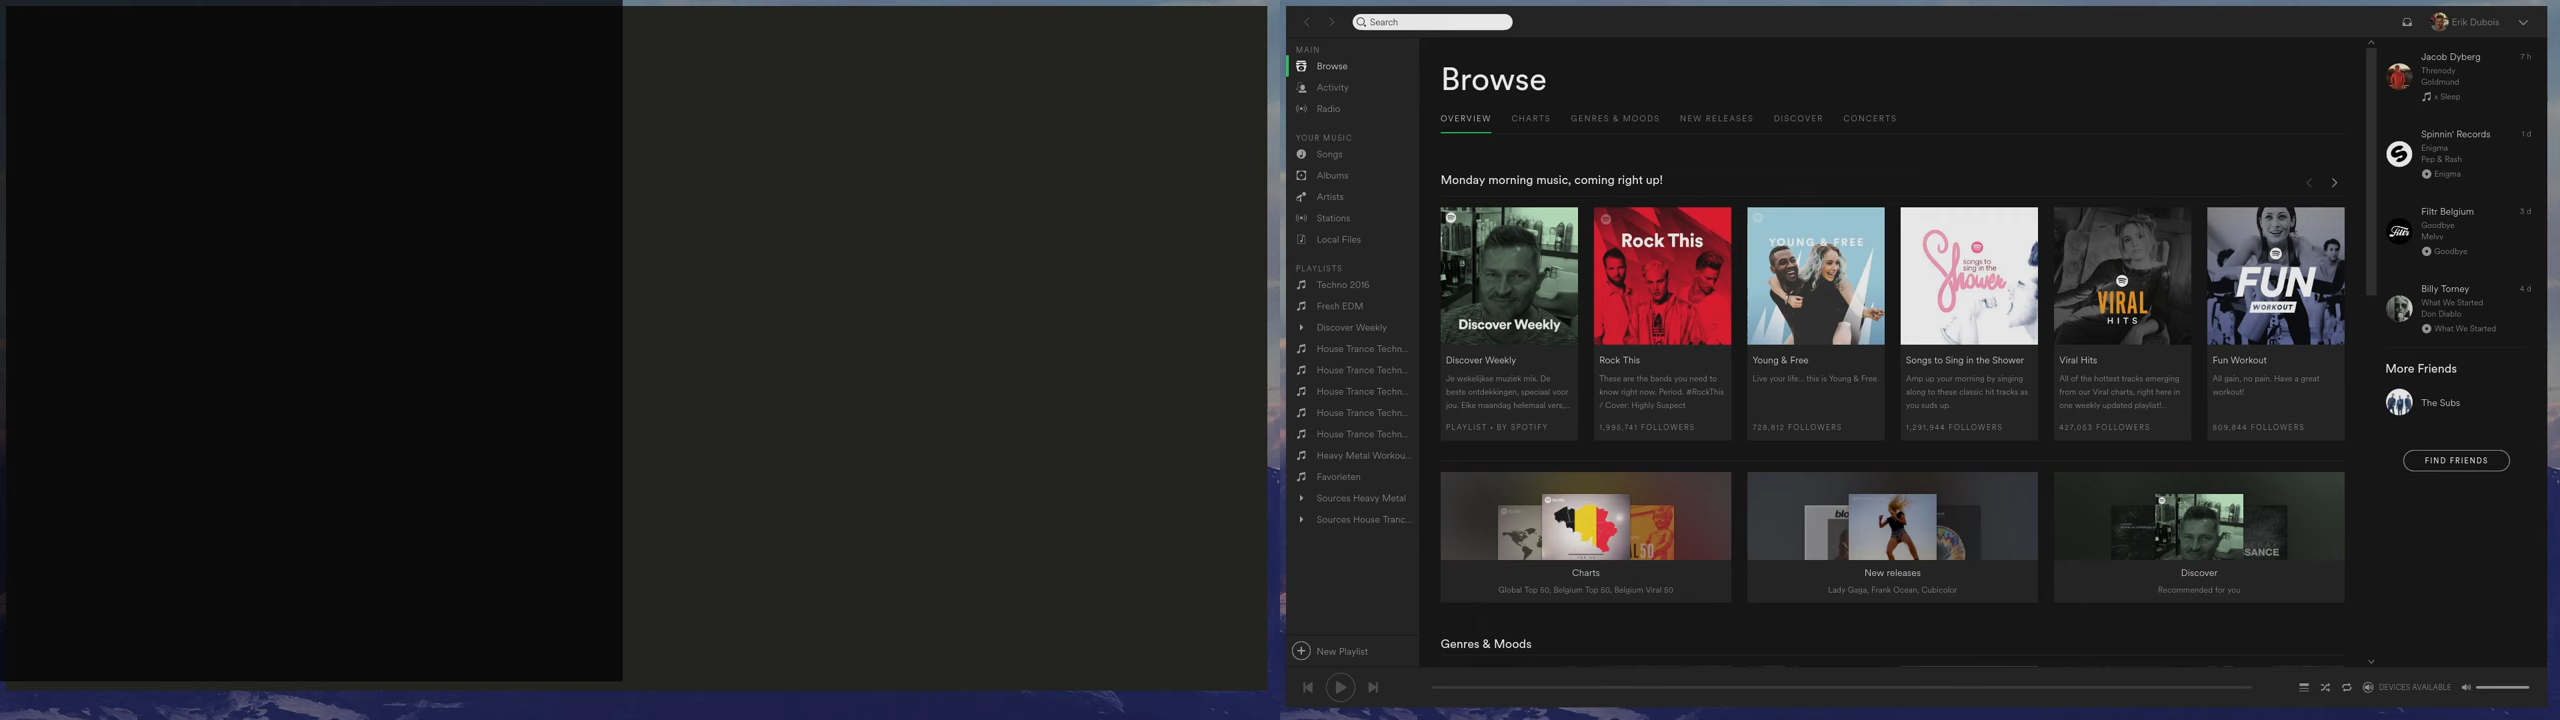 Search
Erik Dubois
MAIN
Browse
Activity
Radio
YOUR MUSIC
Songs
Albums
Artists
Stations
Local Files
PLAYLISTS
Techno 2016
Fresh EDM
Discover Weekly
House Trance Techn...
House Trance Techn...
House Trance Techn...
House Trance Techn...
House Trance Techn...
Heavy Metal Workou...
Favorieten
Sources Heavy Metal
Sources House Tranc...
New Playlist
Browse
OVERVIEW CHARTS GENRES & MOODS NEW RELEASES DISCOVER CONCERTS
Monday morning music, coming right up!
Discover Weekly
Discover Weekly
Je wekelijkse muziek mix. De
beste ontdekkingen, speciaal voor
jou. Elke maandag helemaal vers,...
PLAYLIST • BY SPOTIFY
Rock This
Rock This
These are the bands you need to
know right now. Period. #RockThis
/ Cover: Highly Suspect
1,995,741 FOLLOWERS
YOUNG & FREE
Young & Free
Live your life... this is Young & Free
728,812 FOLLOWERS
songs to
sing in the
Shower
Songs to Sing in the Shower
Amp up your morning by singing
along to these classic hit tracks as
you suds up.
1,291,944 FOLLOWERS
VIRAL
HITS
Viral Hits
All of the hottest tracks emerging
from our Viral charts, right here in
one weekly updated playlist!...
427,053 FOLLOWERS
FUN
WORKOUT
Fun Workout
All gain, no pain. Have a great
workout!
809,844 FOLLOWERS
Charts
Global Top 50, Belgium Top 50, Belgium Viral 50
New releases
Lady Gaga, Frank Ocean, Cubicolor
SANCE
Discover
Recommended for you
Genres & Moods
Jacob Dyberg 7 h
Threnody
Goldmund
x Sleep
Spinnin' Records 1 d
Enigma
Pep & Rash
Enigma
Filtr
Filtr Belgium 3 d
Goodbye
Melvv
Goodbye
Billy Torney 4 d
What We Started
Don Diablo
What We Started
More Friends
The Subs
FIND FRIENDS
DEVICES AVAILABLE